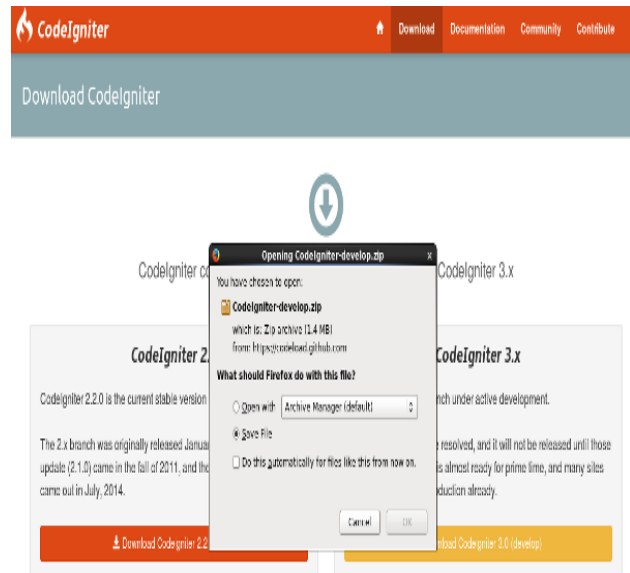 CodeIgniter
Download Documentation Community Contribute
Download CodeIgniter
Opening CodeIgniter-develop.zip x
CodeIgniter
CodeIgniter 3.x
You have chosen to open:
CodeIgniter-develop.zip
which is: Zip archive (1.4 MB)
from: https://codeload.github.com
What should Firefox do with this file?
Open with Archive Manager (default)
Save File
Do this automatically for files like this from now on.
Cancel OK
CodeIgniter 2.
CodeIgniter 2.2.0 is the current stable version
The 2.x branch was originally released
update (2.1.0) came in the fall of 2011, and
came out in July, 2014.
Download CodeIgniter 2.2
CodeIgniter 3.x
under active development.
resolved, and it will not be released until those
is almost ready for prime time, and many sites
already.
CodeIgniter 3.0 (develop)